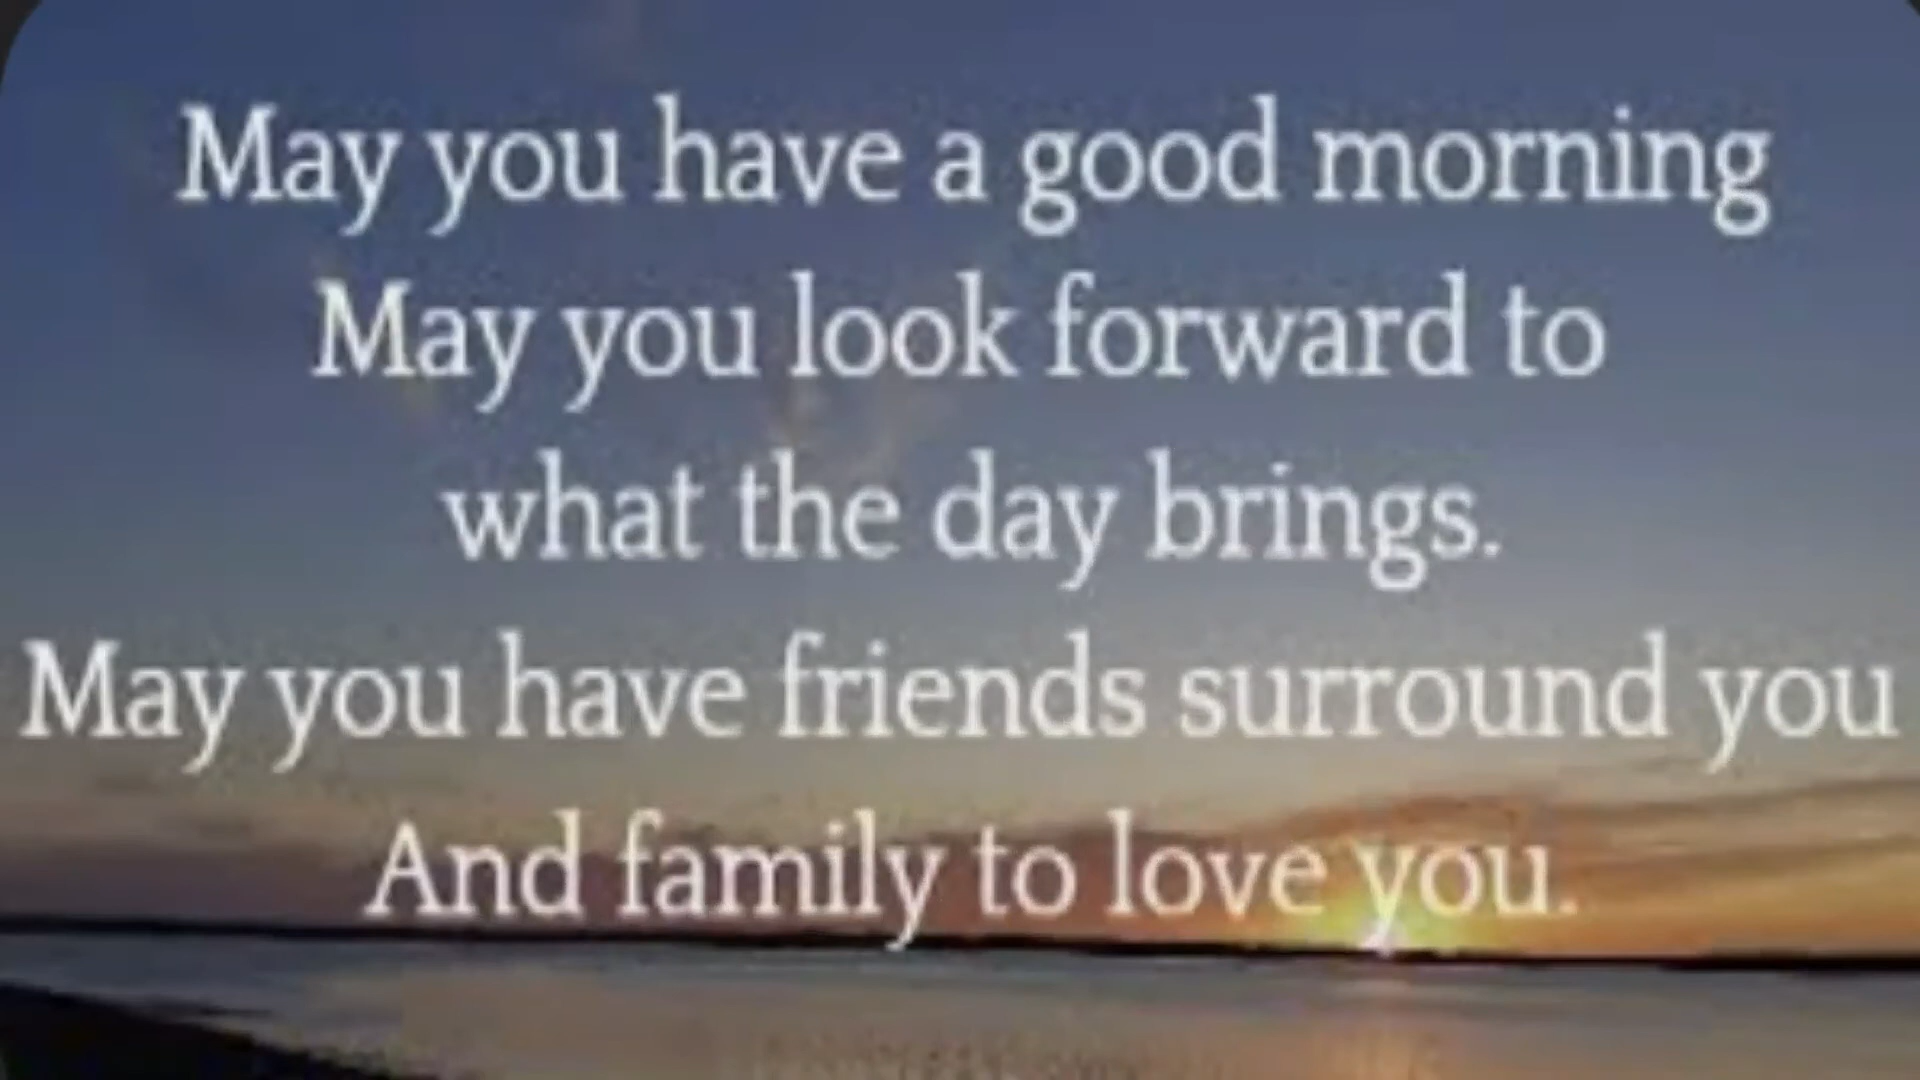 May you have a good morning
May you look forward to
what the day brings.
May you have friends surround you
And family to love you.